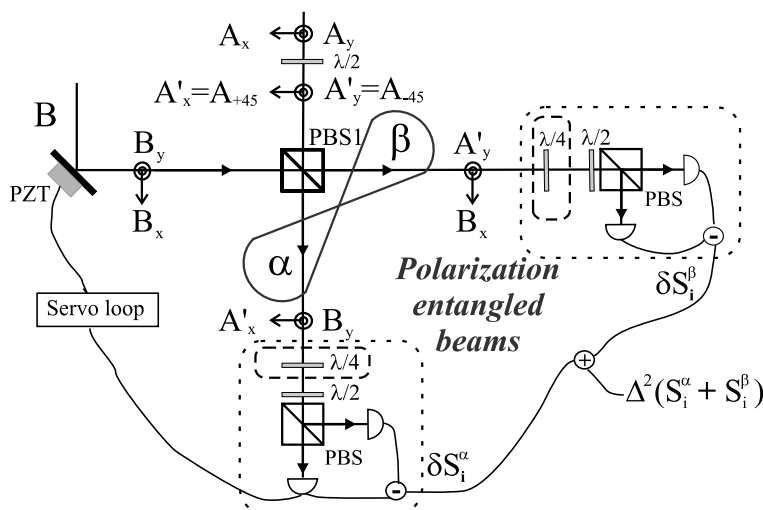 A_x A_y
λ/2
A'_x=A_+45 A'_y=A_-45
B
PBS1
β
B_y
A'_y
λ/4 λ/2
PZT
B_x
B_x
PBS
-
α
Polarization
entangled
beams
δS_i^β
Servo loop
A'_x B_y
λ/4
+
λ/2
Δ²(S_i^α + S_i^β)
PBS
δS_i^α
-